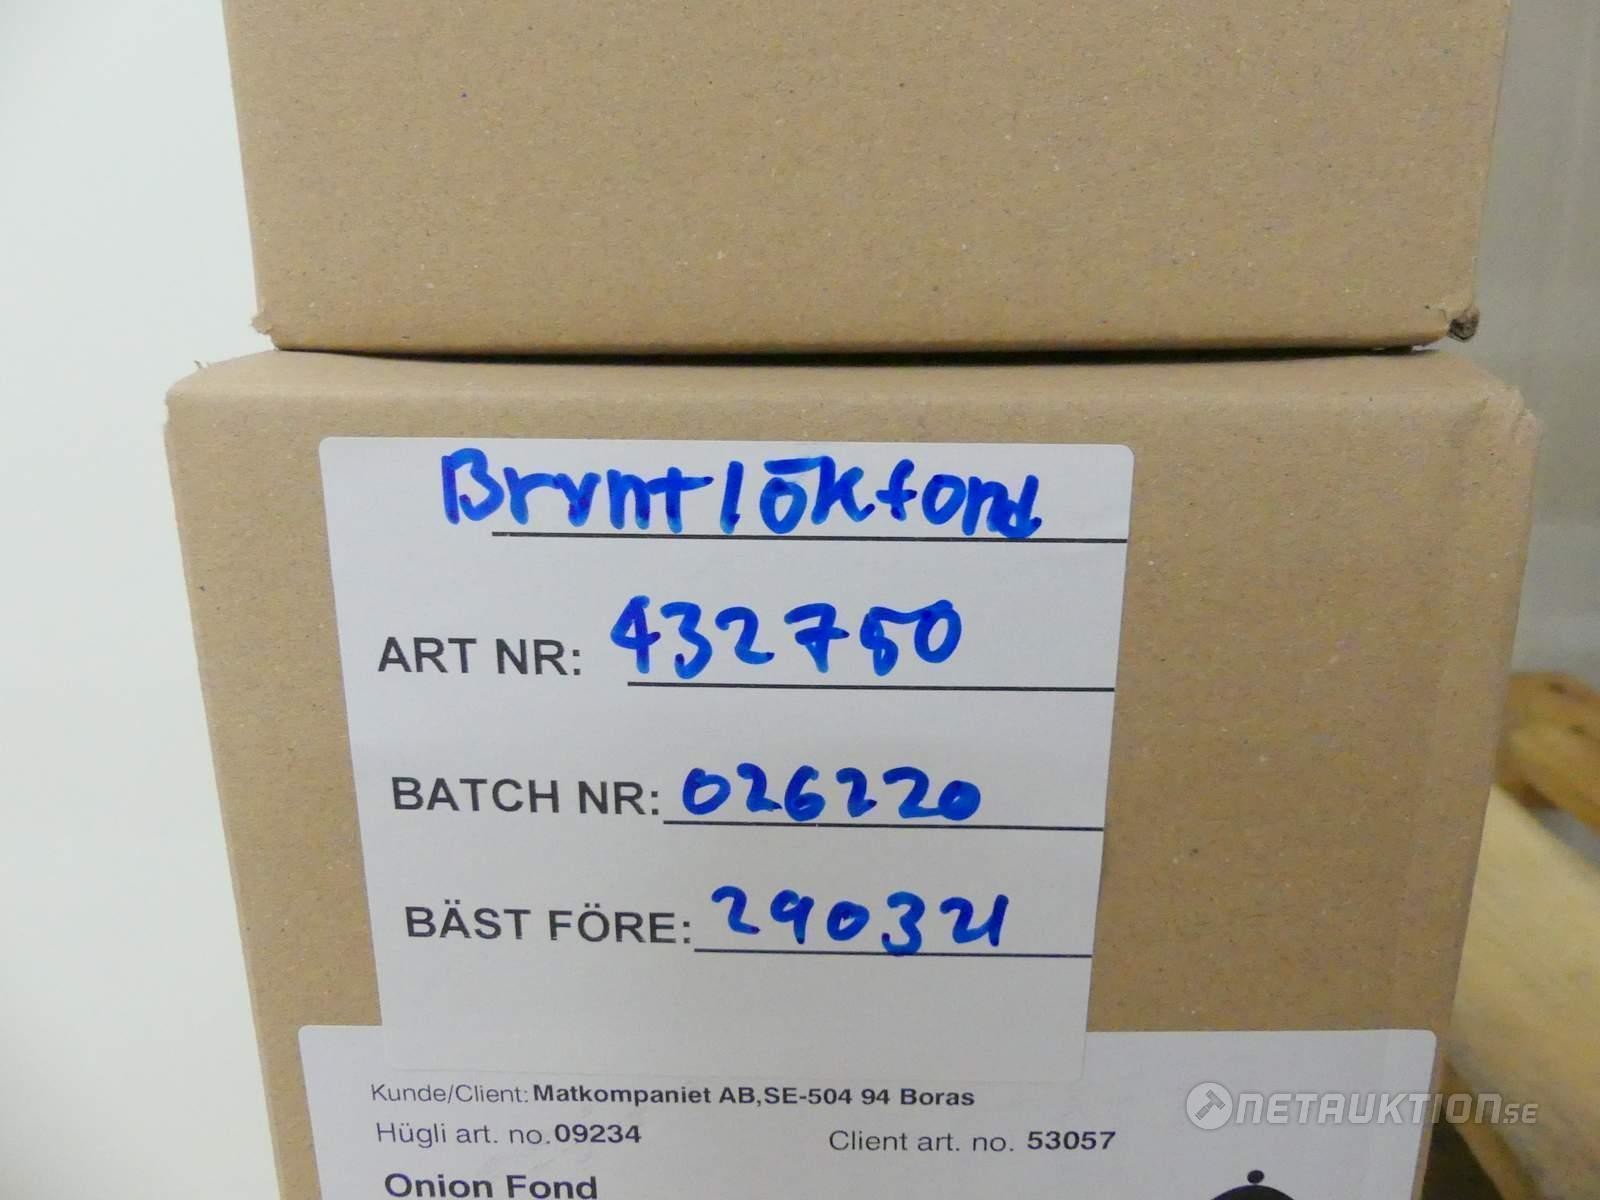 Bryntlökfond
ART NR: 432750
BATCH NR: 026220
BÄST FÖRE: 290321
Kunde/Client: Matkompaniet AB,SE-504 94 Boras
Hügli art. no. 09234 Client art. no. 53057
Onion Fond
NETAUKTION.SE